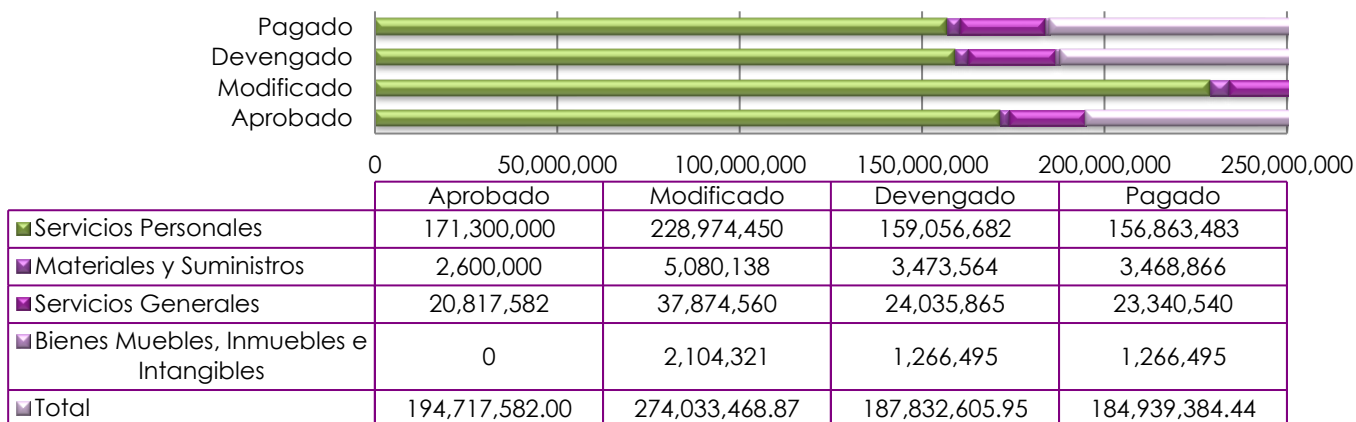 Pagado
Devengado
Modificado
Aprobado
0 50,000,000 100,000,000 150,000,000 200,000,000 250,000,000
Aprobado Modificado Devengado Pagado
Servicios Personales 171,300,000 228,974,450 159,056,682 156,863,483
Materiales y Suministros 2,600,000 5,080,138 3,473,564 3,468,866
Servicios Generales 20,817,582 37,874,560 24,035,865 23,340,540
Bienes Muebles, Inmuebles e
Intangibles 0 2,104,321 1,266,495 1,266,495
Total 194,717,582.00 274,033,468.87 187,832,605.95 184,939,384.44